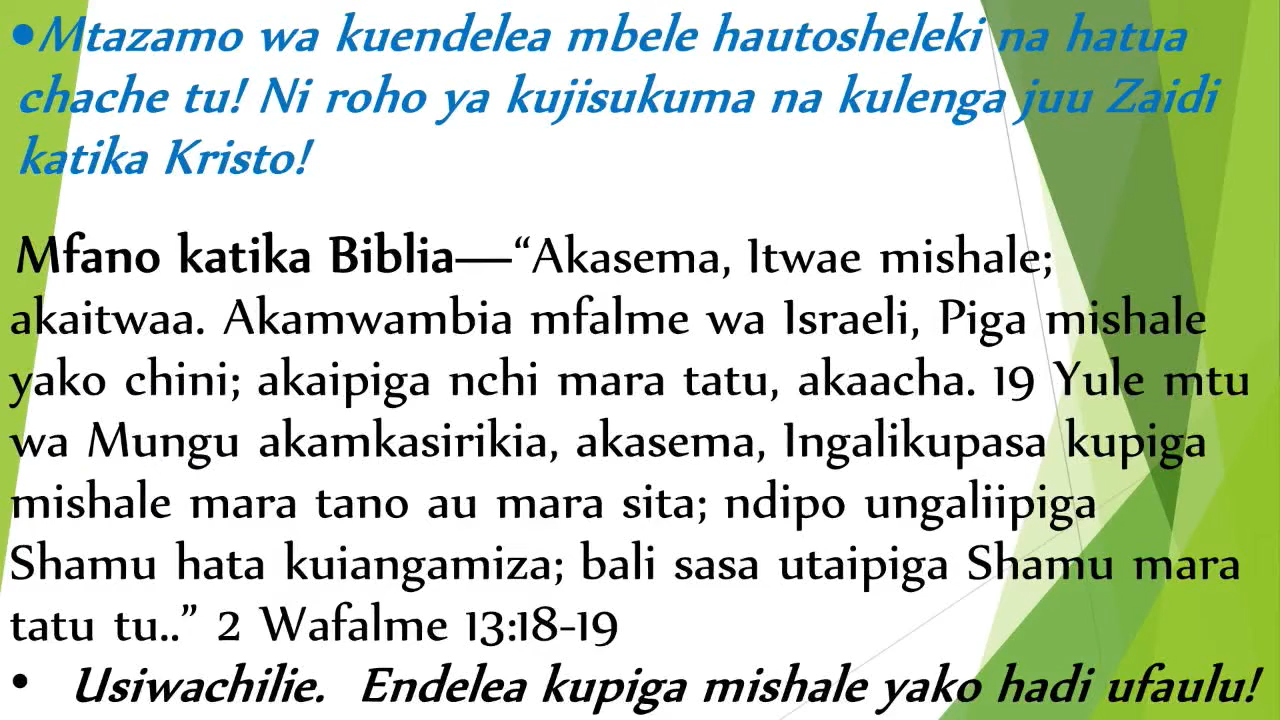 •Mtazamo wa kuendelea mbele hautosheleki na hatua
chache tu! Ni roho ya kujisukuma na kulenga juu Zaidi
katika Kristo!
Mfano katika Biblia—“Akasema, Itwae mishale;
akaitwaa. Akamwambia mfalme wa Israeli, Piga mishale
yako chini; akaipiga nchi mara tatu, akaacha. 19 Yule mtu
wa Mungu akamkasirikia, akasema, Ingalikupasa kupiga
mishale mara tano au mara sita; ndipo ungaliipiga
Shamu hata kuiangamiza; bali sasa utaipiga Shamu mara
tatu tu..” 2 Wafalme 13:18-19
• Usiwachilie. Endelea kupiga mishale yako hadi ufaulu!